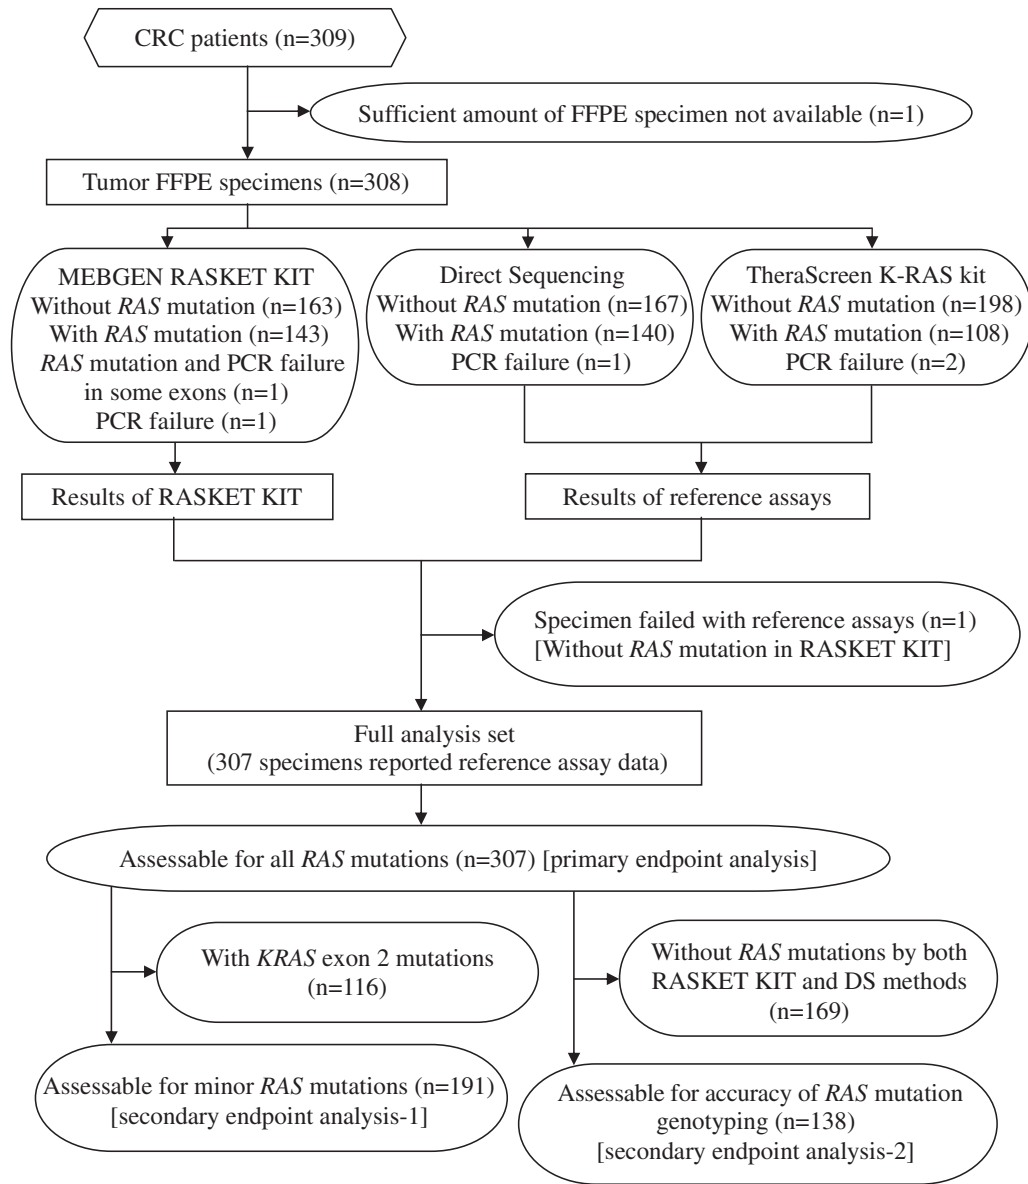 CRC patients (n=309)
Sufficient amount of FFPE specimen not available (n=1)
Tumor FFPE specimens (n=308)
MEBGEN RASKET KIT
Without RAS mutation (n=163)
With RAS mutation (n=143)
RAS mutation and PCR failure
in some exons (n=1)
PCR failure (n=1)
Direct Sequencing
Without RAS mutation (n=167)
With RAS mutation (n=140)
PCR failure (n=1)
TheraScreen K-RAS kit
Without RAS mutation (n=198)
With RAS mutation (n=108)
PCR failure (n=2)
Results of RASKET KIT
Results of reference assays
Specimen failed with reference assays (n=1)
[Without RAS mutation in RASKET KIT]
Full analysis set
(307 specimens reported reference assay data)
Assessable for all RAS mutations (n=307) [primary endpoint analysis]
With KRAS exon 2 mutations
(n=116)
Without RAS mutations by both
RASKET KIT and DS methods
(n=169)
Assessable for minor RAS mutations (n=191)
[secondary endpoint analysis-1]
Assessable for accuracy of RAS mutation
genotyping (n=138)
[secondary endpoint analysis-2]